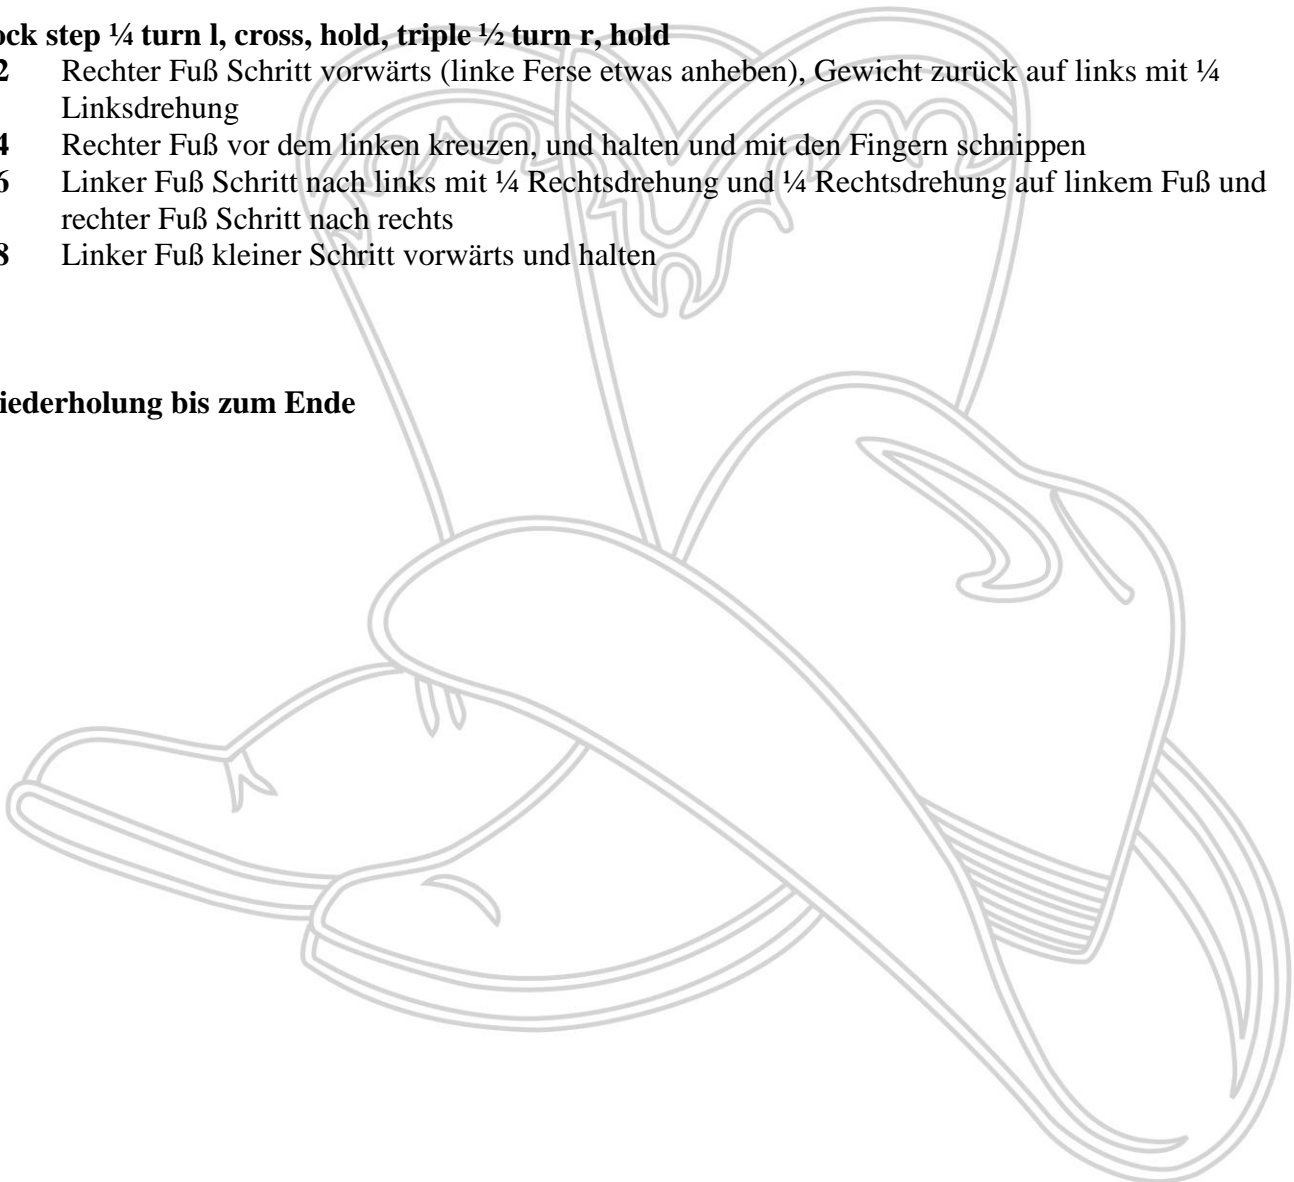 ock step ¼ turn l, cross, hold, triple ½ turn r, hold
2 Rechter Fuß Schritt vorwärts (linke Ferse etwas anheben), Gewicht zurück auf links mit ¼
Linksdrehung
4 Rechter Fuß vor dem linken kreuzen, und halten und mit den Fingern schnippen
6 Linker Fuß Schritt nach links mit ¼ Rechtsdrehung und ¼ Rechtsdrehung auf linkem Fuß und
rechter Fuß Schritt nach rechts
8 Linker Fuß kleiner Schritt vorwärts und halten
iederholung bis zum Ende